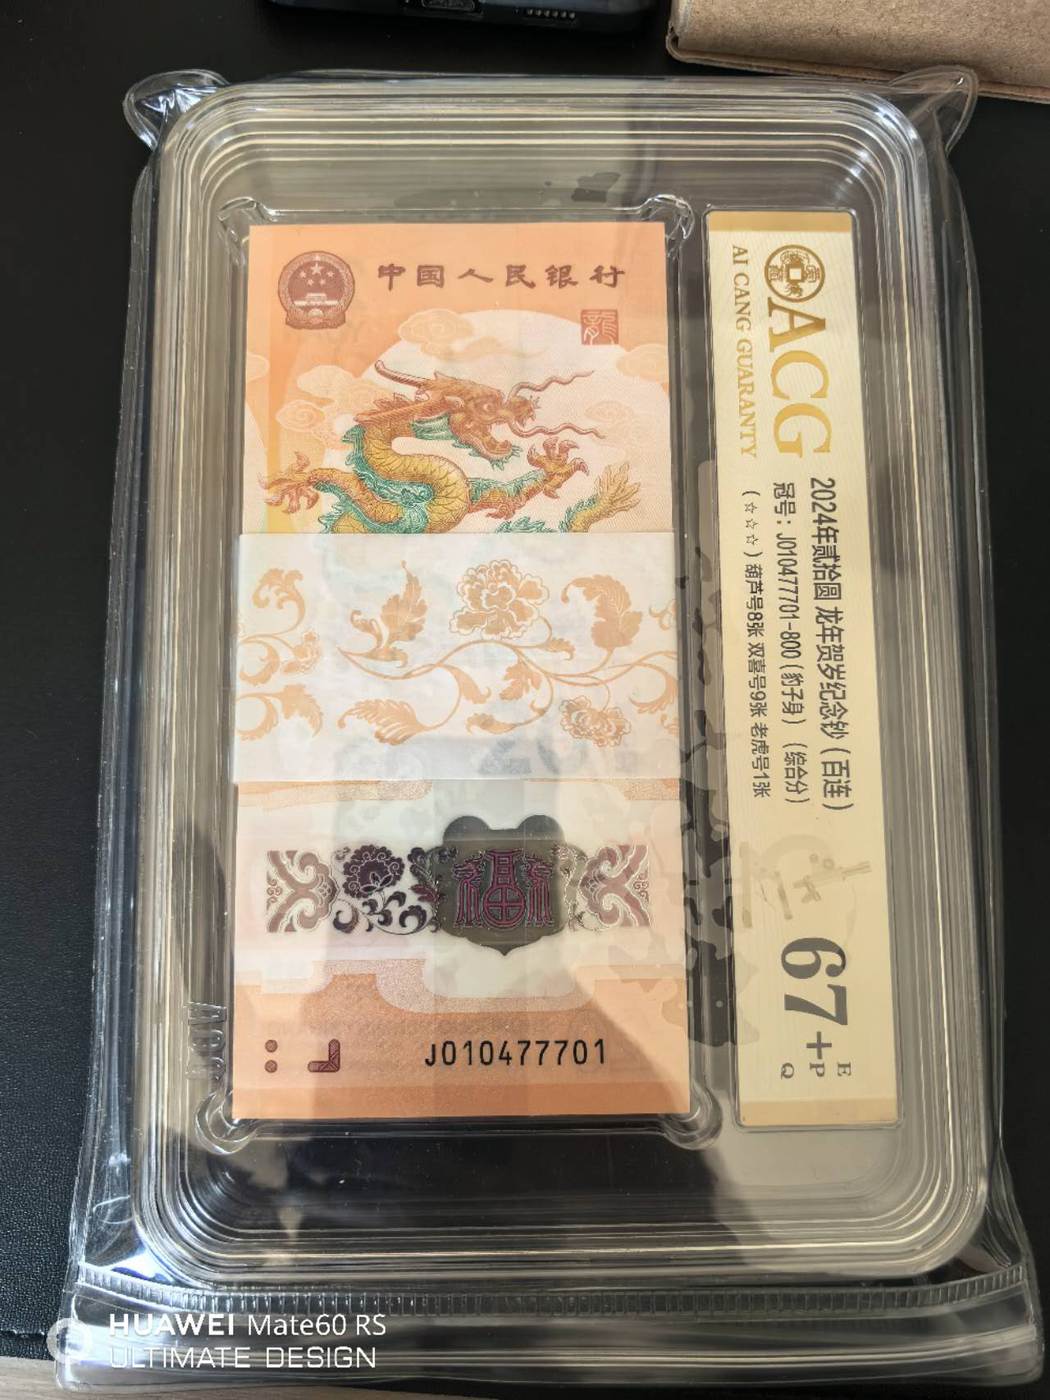 中国人民银行
龍
福
J010477701
ACG
AI CANG GUARANTY
2024年贰拾圆 龙年贺岁纪念钞（百连）
冠号：J010477701-800（豹子身）（综合分）
（☆☆☆）葫芦号8张 双喜号9张 老虎号1张
67+
E
P
Q
HUAWEI Mate60 RS
ULTIMATE DESIGN